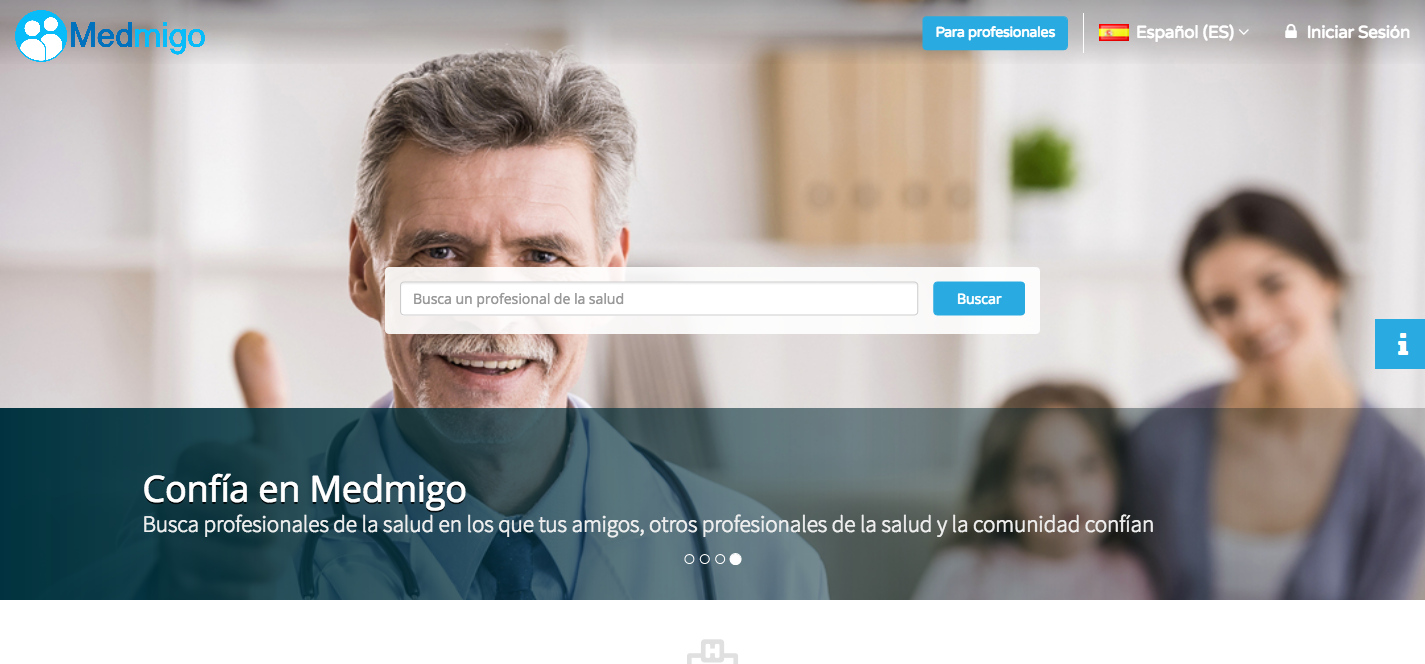 Medmigo
Para profesionales
Español (ES)
Iniciar Sesión
Busca un profesional de la salud
Buscar
i
Confía en Medmigo
Busca profesionales de la salud en los que tus amigos, otros profesionales de la salud y la comunidad confían
H